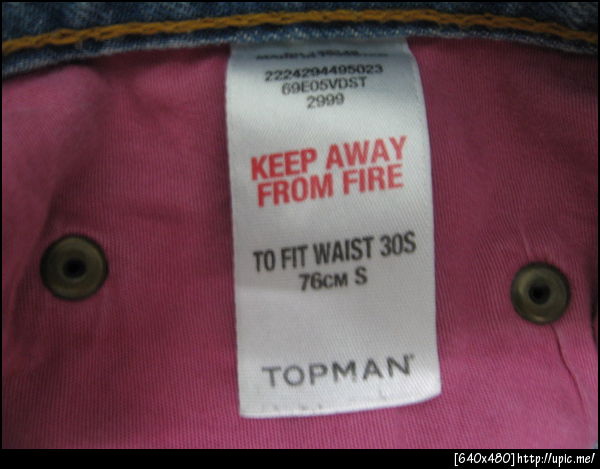 2224294495023
69E05VDST
2999
KEEP AWAY
FROM FIRE
TO FIT WAIST 30S
76CM S
TOPMAN
[640x480]http://upic.me/